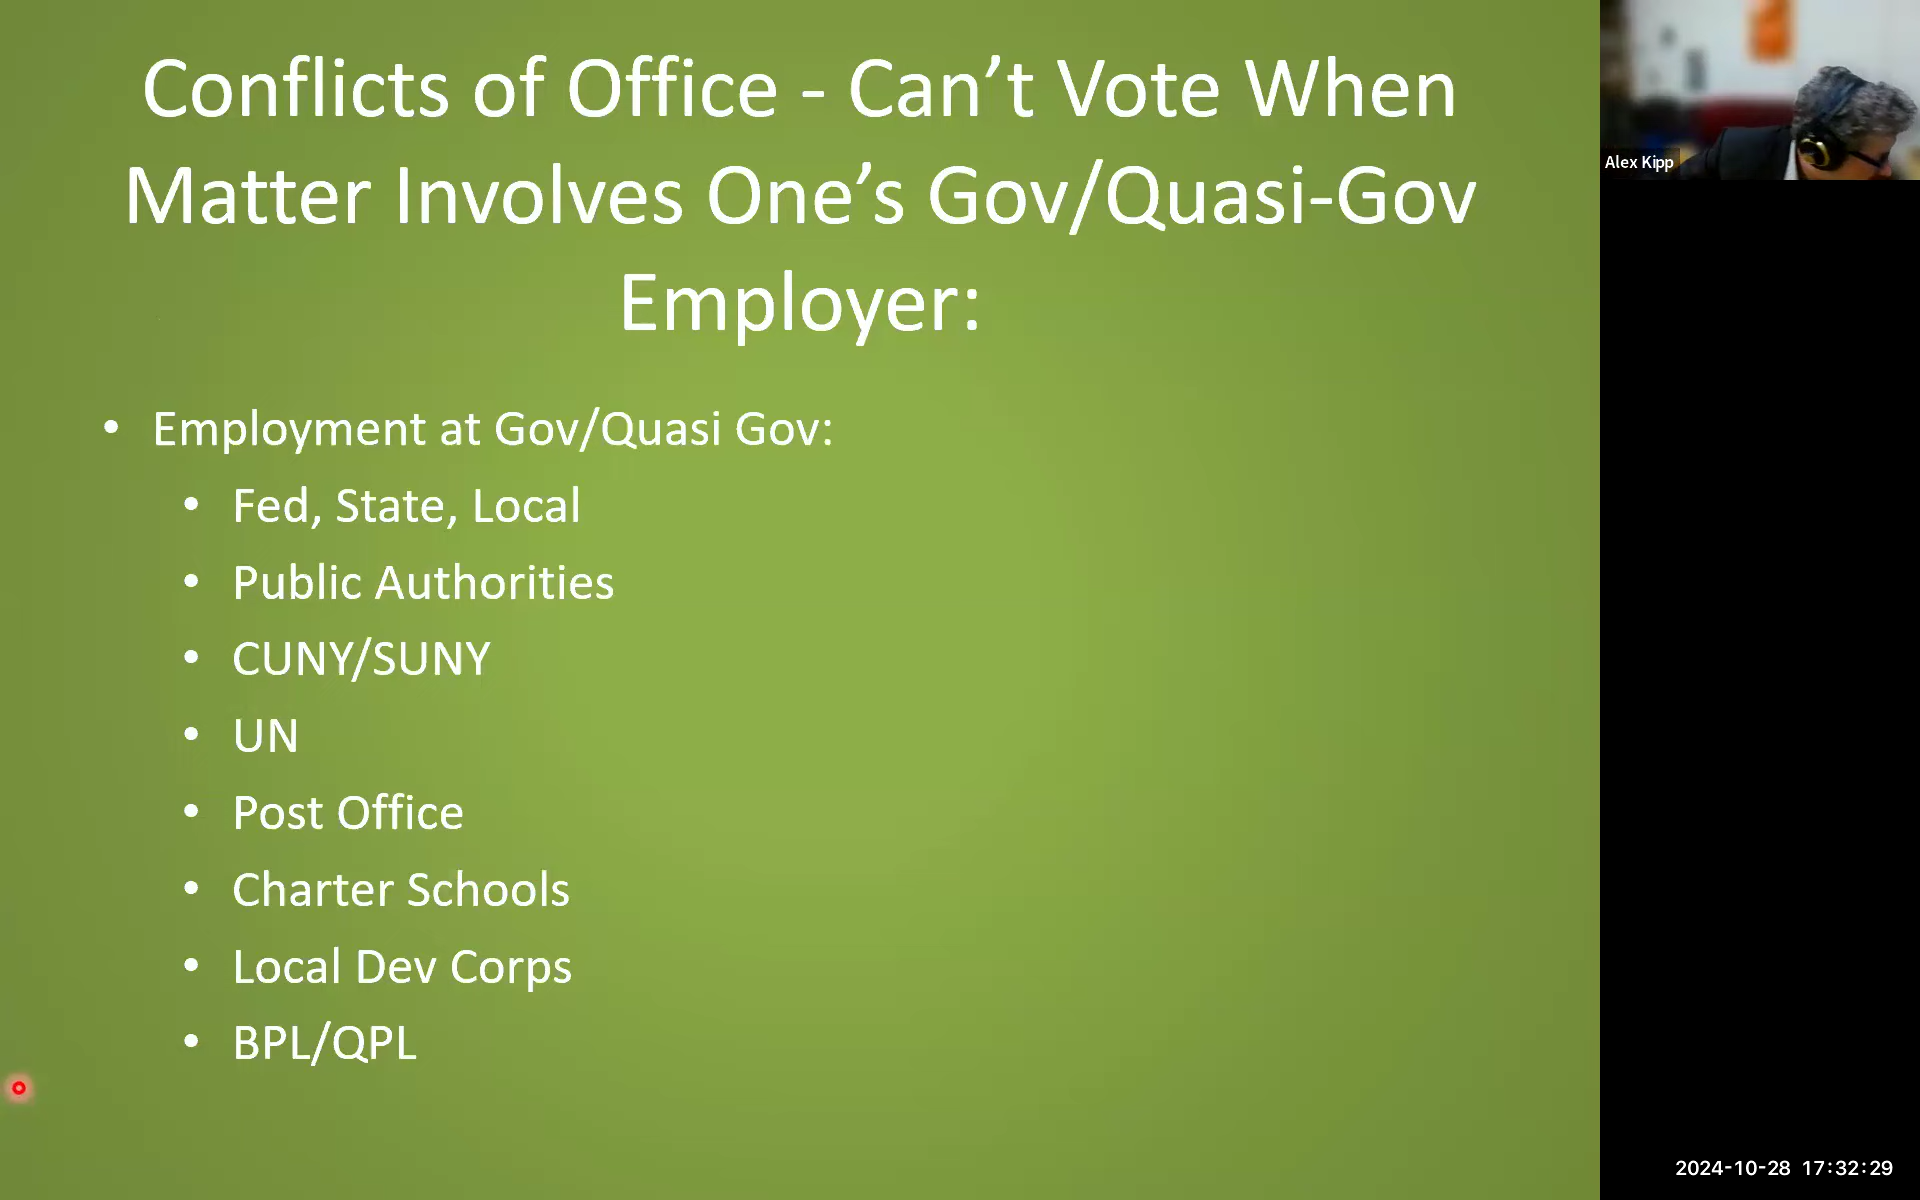 Conflicts of Office - Can’t Vote When
Matter Involves One’s Gov/Quasi-Gov
Employer:
• Employment at Gov/Quasi Gov:
• Fed, State, Local
• Public Authorities
• CUNY/SUNY
• UN
• Post Office
• Charter Schools
• Local Dev Corps
• BPL/QPL
Alex Kipp
2024-10-28 17:32:29